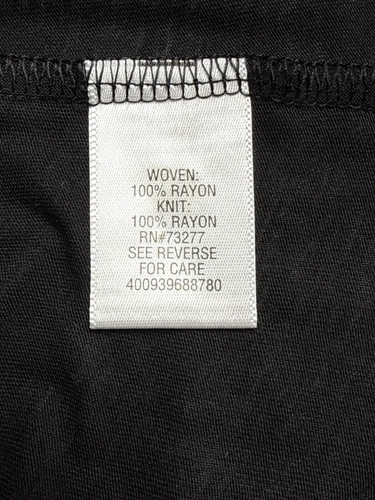 WOVEN:
100% RAYON
KNIT:
100% RAYON
RN#73277
SEE REVERSE
FOR CARE
400939688780